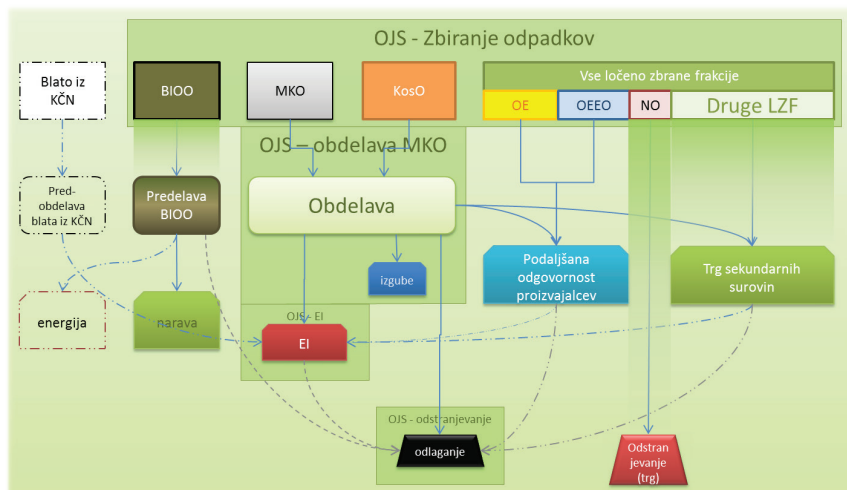 OJS - Zbiranje odpadkov
Blato iz
KČN
BIOO
MKO
KosO
Vse ločeno zbrane frakcije
OE
OEEO
NO
Druge LZF
OJS – obdelava MKO
Pred-
obdelava
blata iz KČN
Predelava
BIOO
Obdelava
izgube
Podaljšana
odgovornost
proizvajalcev
Trg sekundarnih
surovin
energija
narava
OJS - EI
EI
OJS - odstranjevanje
odlaganje
Odstran
jevanje
(trg)